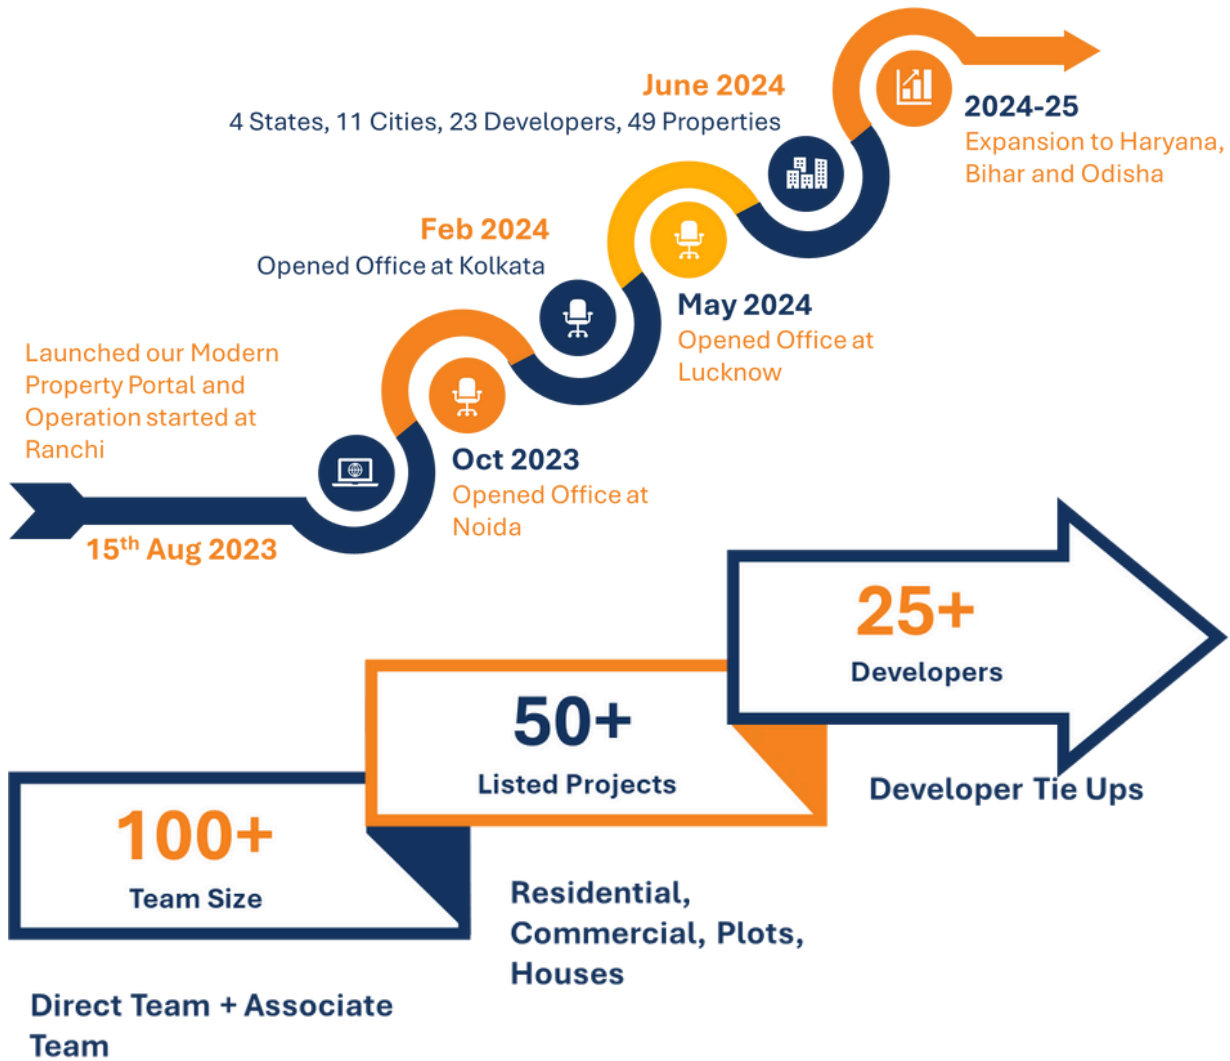 June 2024
4 States, 11 Cities, 23 Developers, 49 Properties
2024-25
Expansion to Haryana,
Bihar and Odisha
Feb 2024
Opened Office at Kolkata
May 2024
Opened Office at
Lucknow
Launched our Modern
Property Portal and
Operation started at
Ranchi
15th Aug 2023
Oct 2023
Opened Office at
Noida
25+
Developers
Developer Tie Ups
50+
Listed Projects
Residential,
Commercial, Plots,
Houses
100+
Team Size
Direct Team + Associate
Team